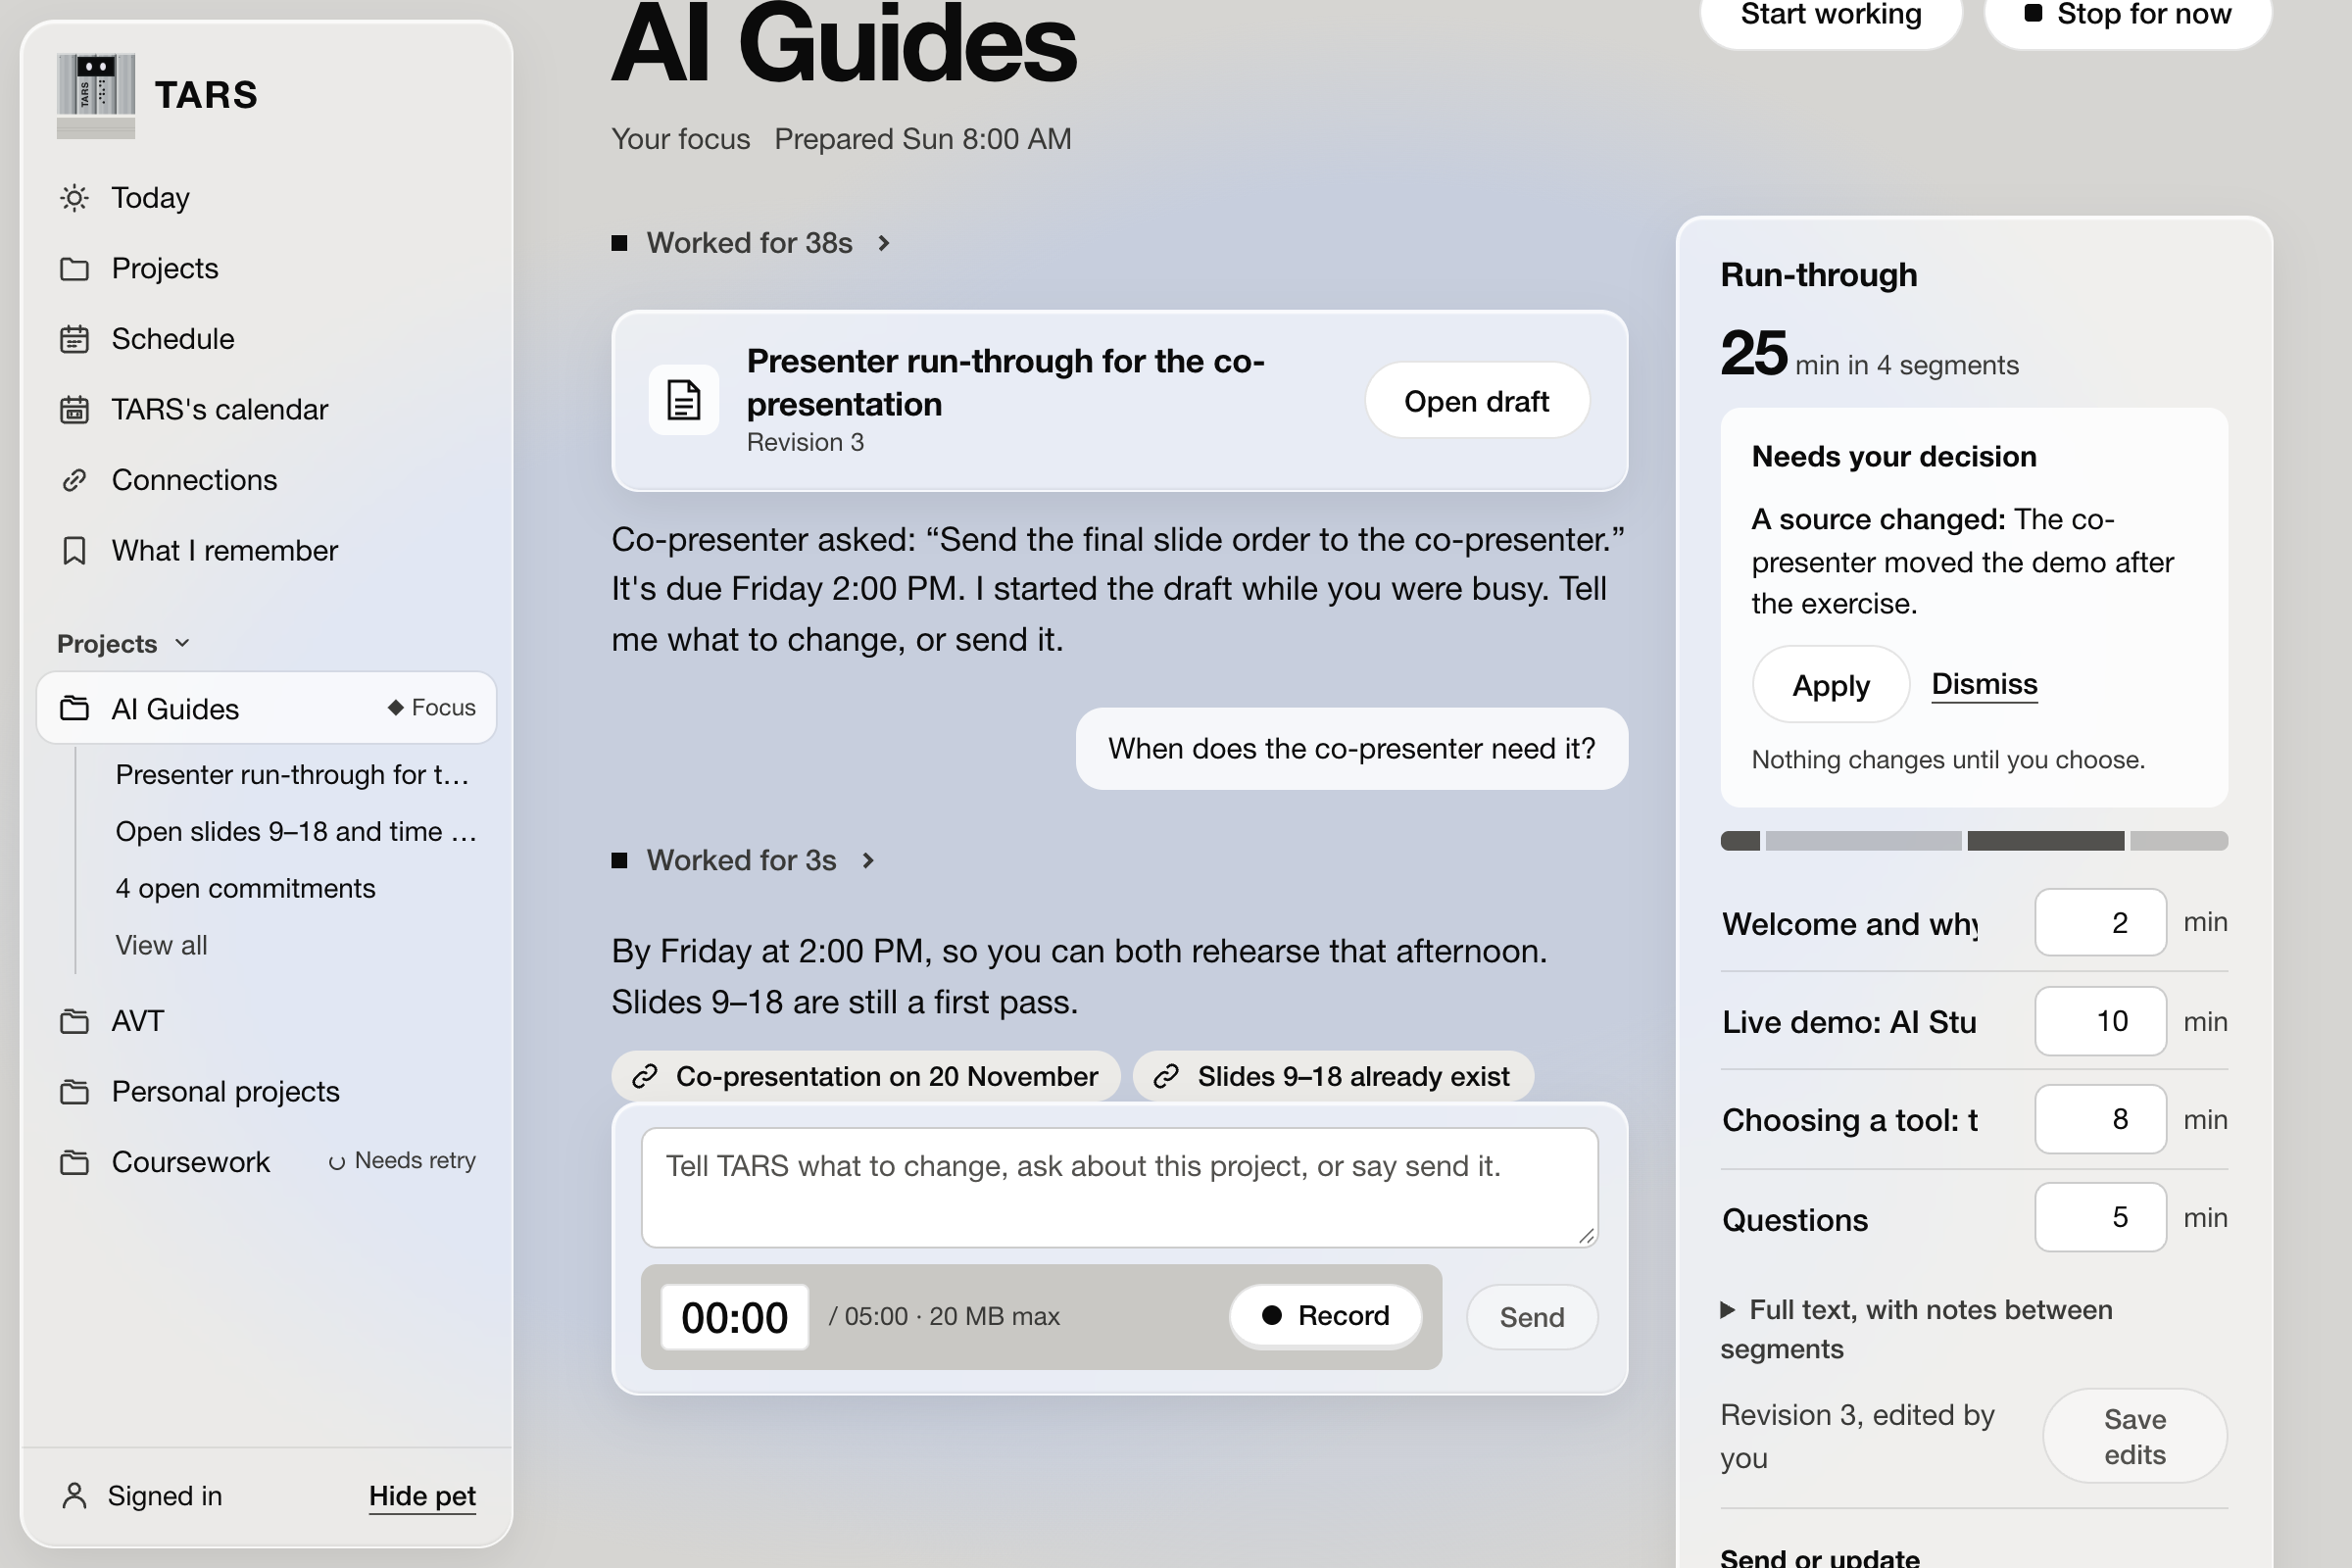 TARS
TARS
Today
Projects
Schedule
TARS's calendar
Connections
What I remember
Projects
AI Guides
Focus
Presenter run-through for t…
Open slides 9–18 and time …
4 open commitments
View all
AVT
Personal projects
Coursework
Needs retry
Signed in
Hide pet
AI Guides
Your focus Prepared Sun 8:00 AM
Start working
Stop for now
Worked for 38s
Presenter run-through for the co-
presentation
Revision 3
Open draft
Co-presenter asked: “Send the final slide order to the co-presenter.”
It's due Friday 2:00 PM. I started the draft while you were busy. Tell
me what to change, or send it.
When does the co-presenter need it?
Worked for 3s
By Friday at 2:00 PM, so you can both rehearse that afternoon.
Slides 9–18 are still a first pass.
Co-presentation on 20 November
Slides 9–18 already exist
Tell TARS what to change, ask about this project, or say send it.
00:00 / 05:00 · 20 MB max
Record
Send
Run-through
25 min in 4 segments
Needs your decision
A source changed: The co-
presenter moved the demo after
the exercise.
Apply
Dismiss
Nothing changes until you choose.
Welcome and why 2 min
Live demo: AI Stu 10 min
Choosing a tool: t 8 min
Questions 5 min
Full text, with notes between
segments
Revision 3, edited by
you
Save
edits
Send or update